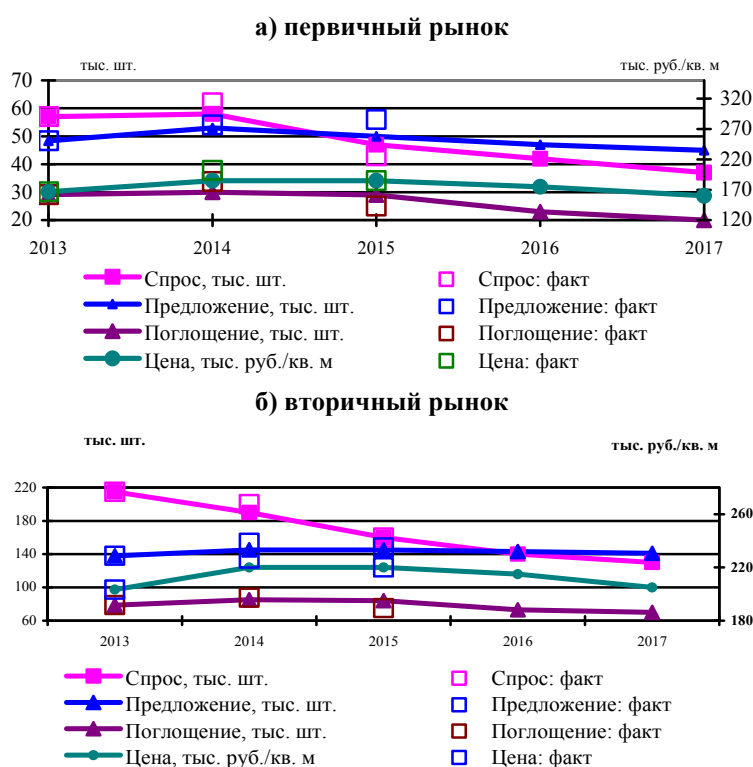 а) первичный рынок
тыс. шт. тыс. руб./кв. м
70
60 320
50 270
40 220
30 170
20 120
2013 2014 2015 2016 2017
Спрос, тыс. шт. Спрос: факт
Предложение, тыс. шт. Предложение: факт
Поглощение, тыс. шт. Поглощение: факт
Цена, тыс. руб./кв. м Цена: факт
б) вторичный рынок
тыс. шт. тыс. руб./кв. м
220
180 260
140 220
100
60 180
2013 2014 2015 2016 2017
Спрос, тыс. шт. Спрос: факт
Предложение, тыс. шт. Предложение: факт
Поглощение, тыс. шт. Поглощение: факт
Цена, тыс. руб./кв. м Цена: факт